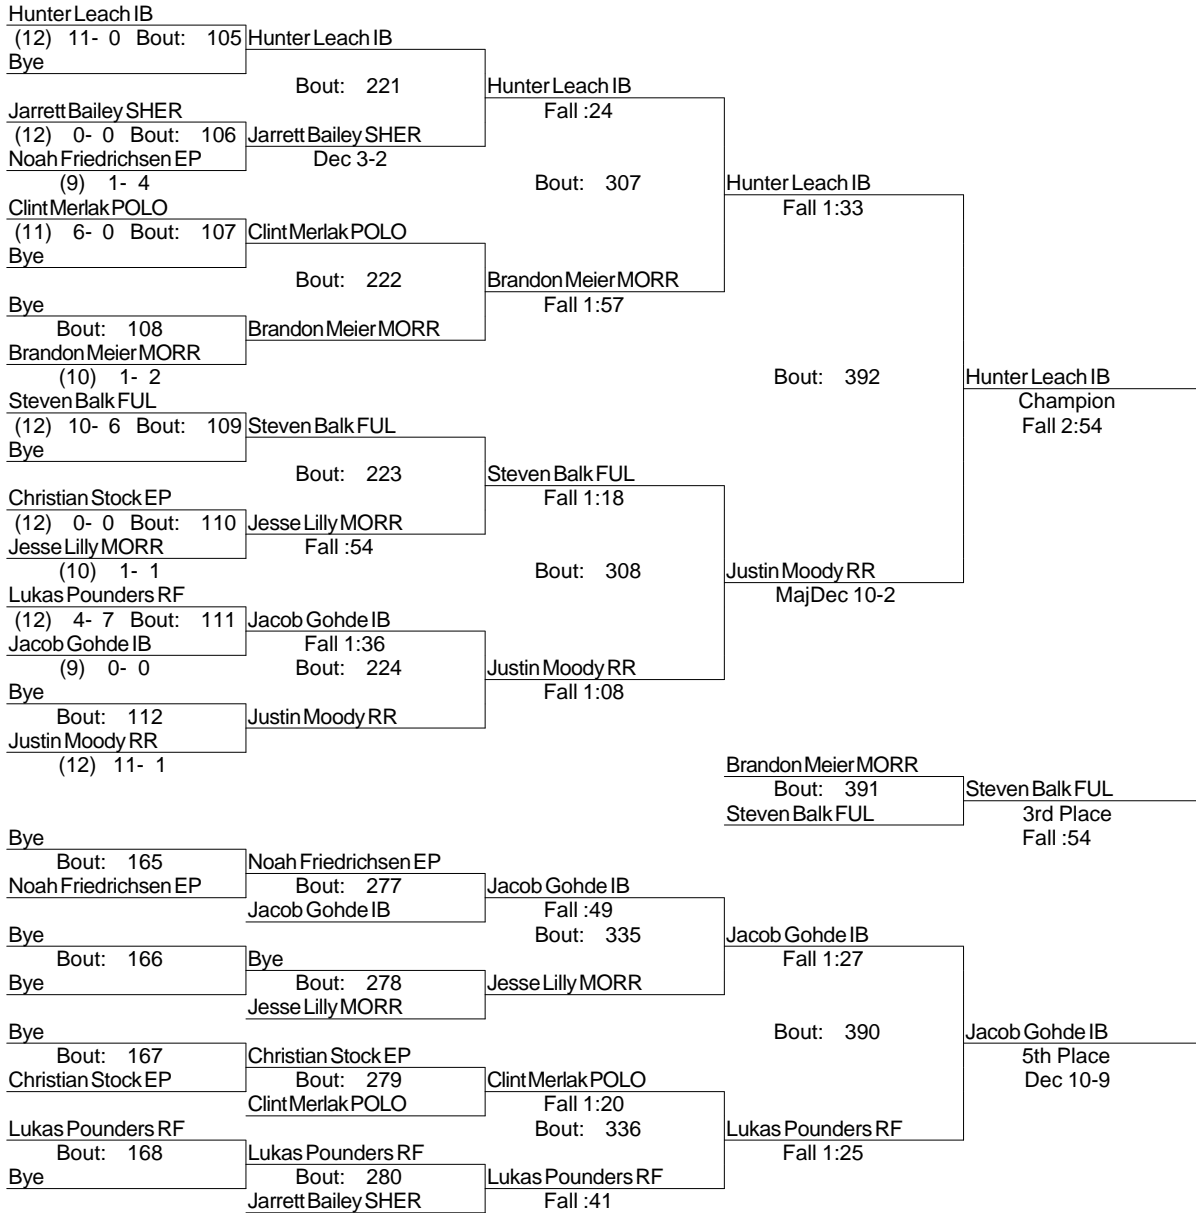 Hunter Leach IB
(12) 11- 0 Bout: 105 Hunter Leach IB
Bye
Bout: 221 Hunter Leach IB
Jarrett Bailey SHER Fall :24
(12) 0- 0 Bout: 106 Jarrett Bailey SHER
Noah Friedrichsen EP Dec 3-2
(9) 1- 4 Bout: 307 Hunter Leach IB
Clint Merlak POLO Fall 1:33
(11) 6- 0 Bout: 107 Clint Merlak POLO
Bye
Bout: 222 Brandon Meier MORR
Bye Fall 1:57
Bout: 108 Brandon Meier MORR
Brandon Meier MORR
(10) 1- 2 Bout: 392 Hunter Leach IB
Steven Balk FUL Champion
(12) 10- 6 Bout: 109 Steven Balk FUL Fall 2:54
Bye
Bout: 223 Steven Balk FUL
Christian Stock EP Fall 1:18
(12) 0- 0 Bout: 110 Jesse Lilly MORR
Jesse Lilly MORR Fall :54
(10) 1- 1 Bout: 308 Justin Moody RR
Lukas Pounders RF MajDec 10-2
(12) 4- 7 Bout: 111 Jacob Gohde IB
Jacob Gohde IB Fall 1:36
(9) 0- 0 Bout: 224 Justin Moody RR
Bye Fall 1:08
Bout: 112 Justin Moody RR
Justin Moody RR
(12) 11- 1 Brandon Meier MORR
Bout: 391 Steven Balk FUL
Steven Balk FUL 3rd Place
Bye Fall :54
Bout: 165 Noah Friedrichsen EP
Noah Friedrichsen EP Bout: 277 Jacob Gohde IB
Jacob Gohde IB Fall :49
Bye Bout: 335 Jacob Gohde IB
Bout: 166 Bye Fall 1:27
Bye Bout: 278 Jesse Lilly MORR
Jesse Lilly MORR
Bye Bout: 390 Jacob Gohde IB
Bout: 167 Christian Stock EP 5th Place
Christian Stock EP Bout: 279 Clint Merlak POLO Dec 10-9
Clint Merlak POLO Fall 1:20
Lukas Pounders RF Bout: 336 Lukas Pounders RF
Bout: 168 Lukas Pounders RF Fall 1:25
Bye Bout: 280 Lukas Pounders RF
Jarrett Bailey SHER Fall :41